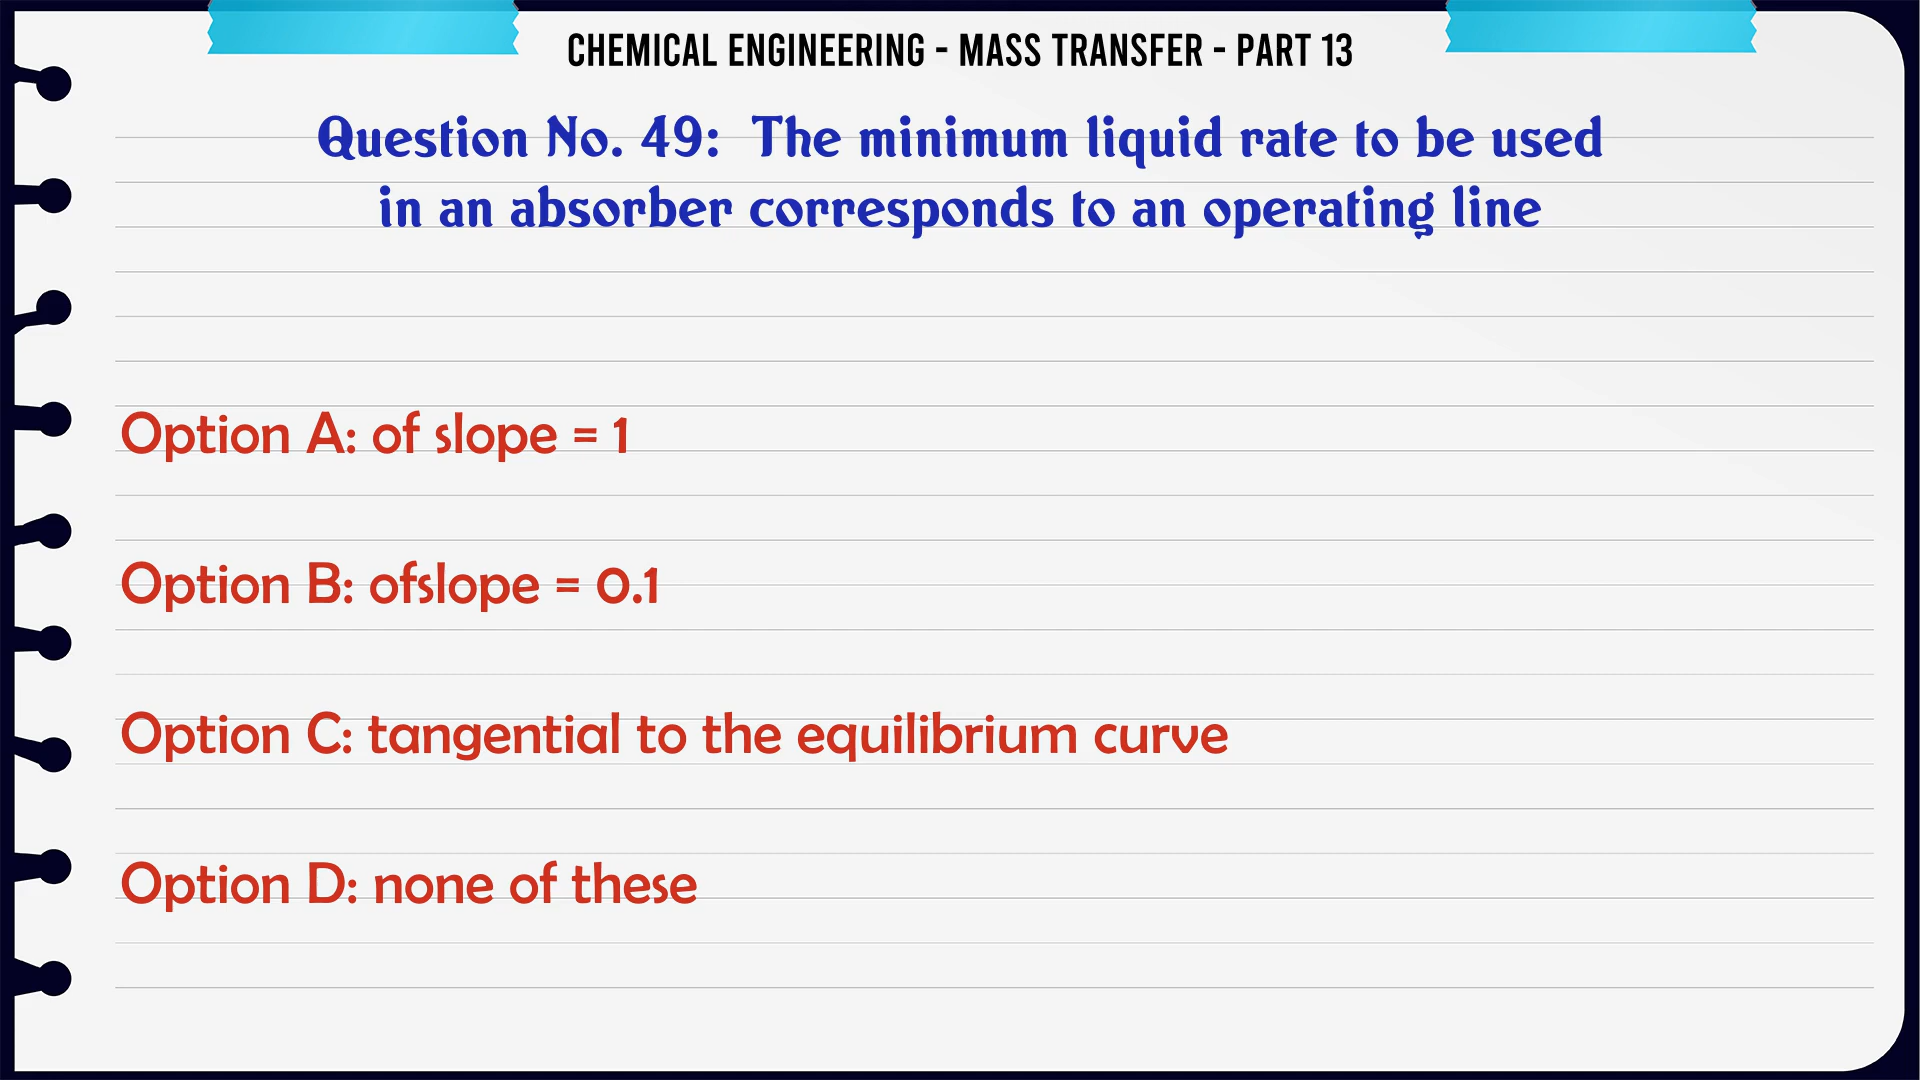 CHEMICAL ENGINEERING - MASS TRANSFER - PART 13
Question No. 49: The minimum liquid rate to be used
in an absorber corresponds to an operating line
Option A: of slope = 1
Option B: ofslope = 0.1
Option C: tangential to the equilibrium curve
Option D: none of these